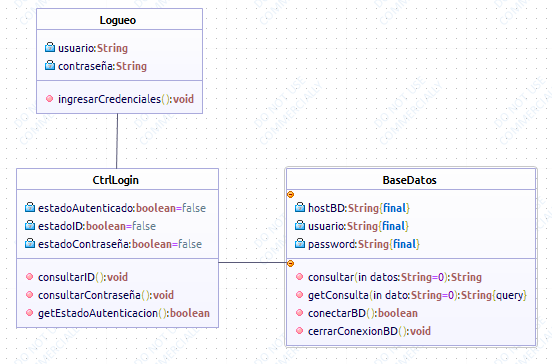 Logueo
usuario:String
contraseña:String
ingresarCredenciales():void
CtrlLogin
estadoAutenticado:boolean=false
estadoID:boolean=false
estadoContraseña:boolean=false
consultarID():void
consultarContraseña():void
getEstadoAutenticacion():boolean
BaseDatos
hostBD:String{final}
usuario:String{final}
password:String{final}
consultar(in datos:String=0):String
getConsulta(in dato:String=0):String{query}
conectarBD():boolean
cerrarConexionBD():void